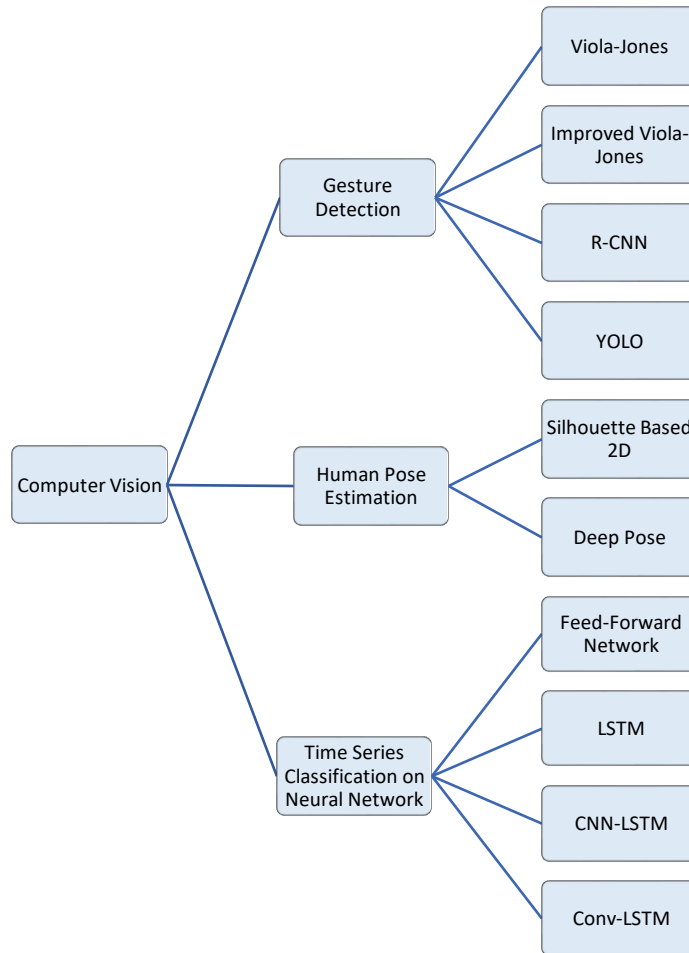 Computer Vision
Gesture
Detection
Viola-Jones
Improved Viola-
Jones
R-CNN
YOLO
Human Pose
Estimation
Silhouette Based
2D
Deep Pose
Time Series
Classification on
Neural Network
Feed-Forward
Network
LSTM
CNN-LSTM
Conv-LSTM